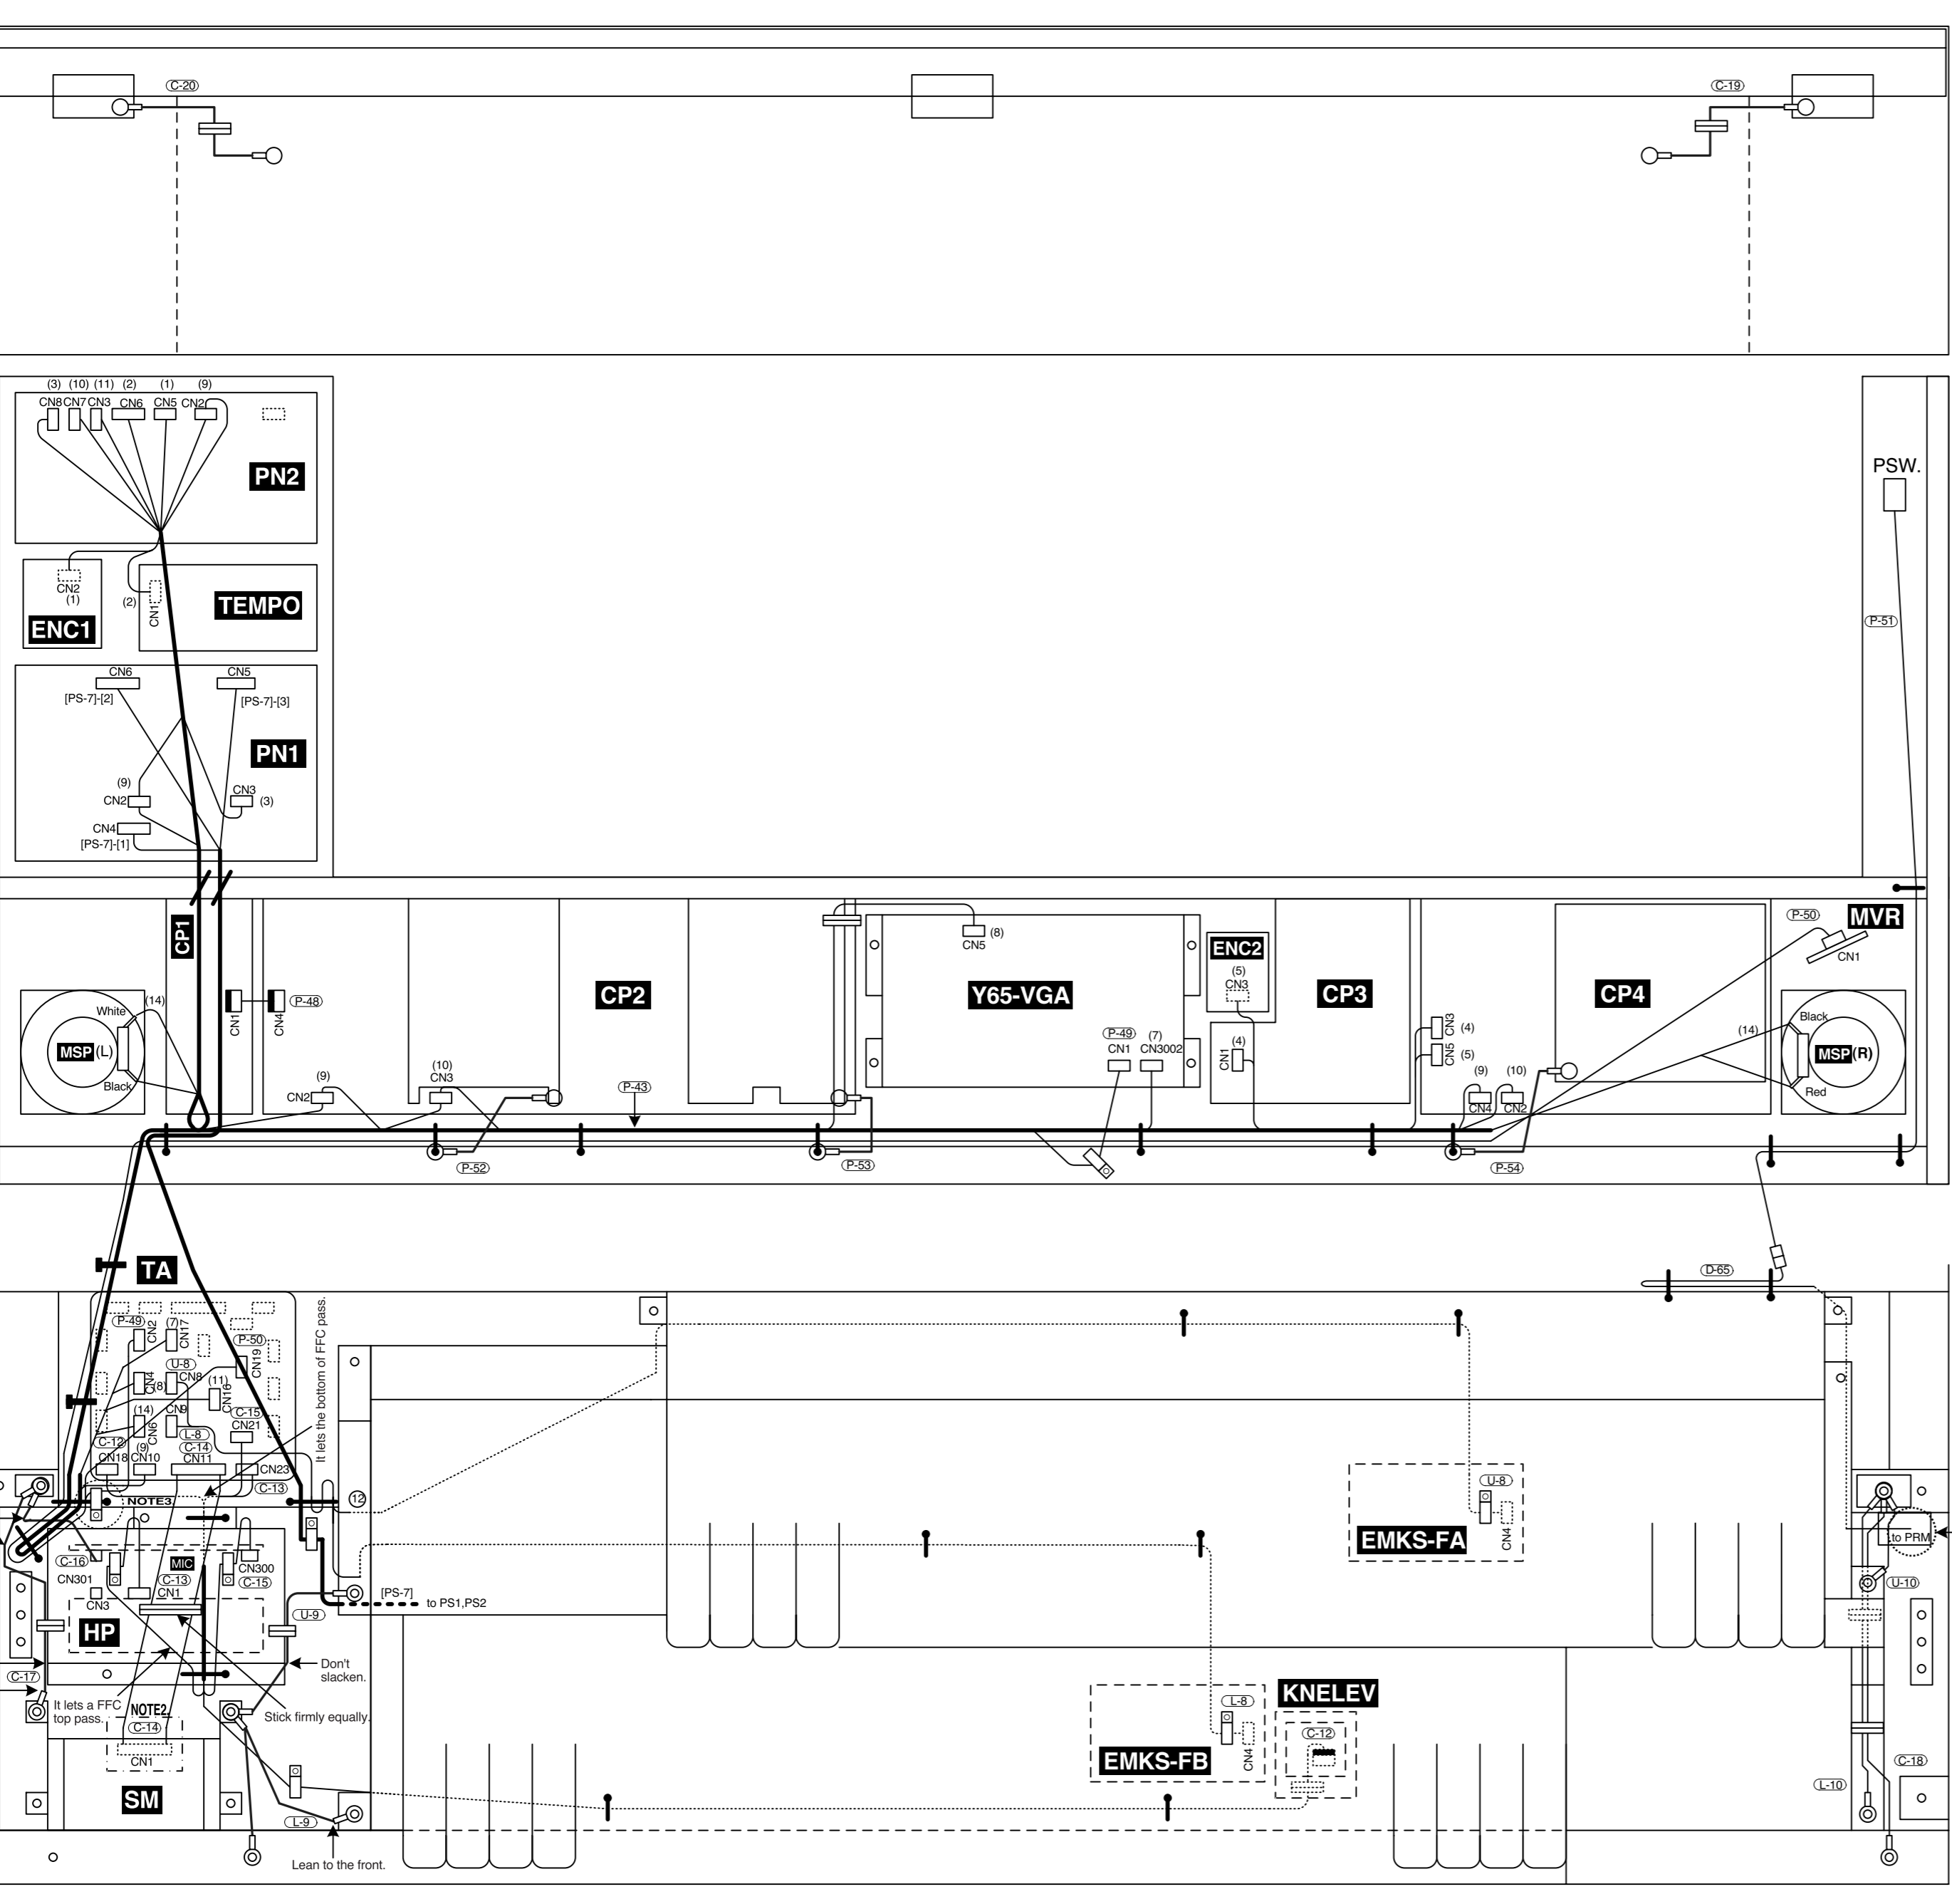 C-20
C-19
(3) (10) (11) (2) (1) (9)
CN8 CN7 CN3 CN6 CN5 CN2
PN2
PSW.
CN2
(1)
(2)
CN1
TEMPO
ENC1
P-51
CN6
CN5
[PS-7]-[2]
[PS-7]-[3]
PN1
(9)
CN2
CN3
(3)
CN4
[PS-7]-[1]
CP1
(14)
White
MSP (L)
Black
CN1
CN4
P-48
(9)
CN2
(10)
CN3
CP2
P-43
P-52
P-53
CN5
(8)
Y65-VGA
P-49
CN1
(7)
CN3002
ENC2
(5)
CN3
(4)
CN1
CP3
CN3
(4)
CN5
(5)
(9)
CN4
(10)
CN2
CP4
P-54
P-50
MVR
CN1
(14)
Black
MSP (R)
Red
TA
D-65
P-49
CN2
(7)
CN17
P-50
CN19
U-8
CN4
(8)
CN8
(11)
CN16
(14)
CN6
CN9
C-15
CN21
L-8
C-12
(9)
C-14
CN18
CN10
CN11
CN23
C-13
It lets the bottom of FFC pass.
NOTE3.
12
C-16
MIC
CN301
C-13
CN300
C-15
CN3
CN1
HP
U-9
[PS-7]
to PS1,PS2
C-17
Don't
slacken.
It lets a FFC
top pass.
NOTE2.
Stick firmly equally.
C-14
CN1
SM
L-9
Lean to the front.
U-8
EMKS-FA
CN4
to PRM
U-10
KNELEV
L-8
C-12
EMKS-FB
CN4
C-18
L-10